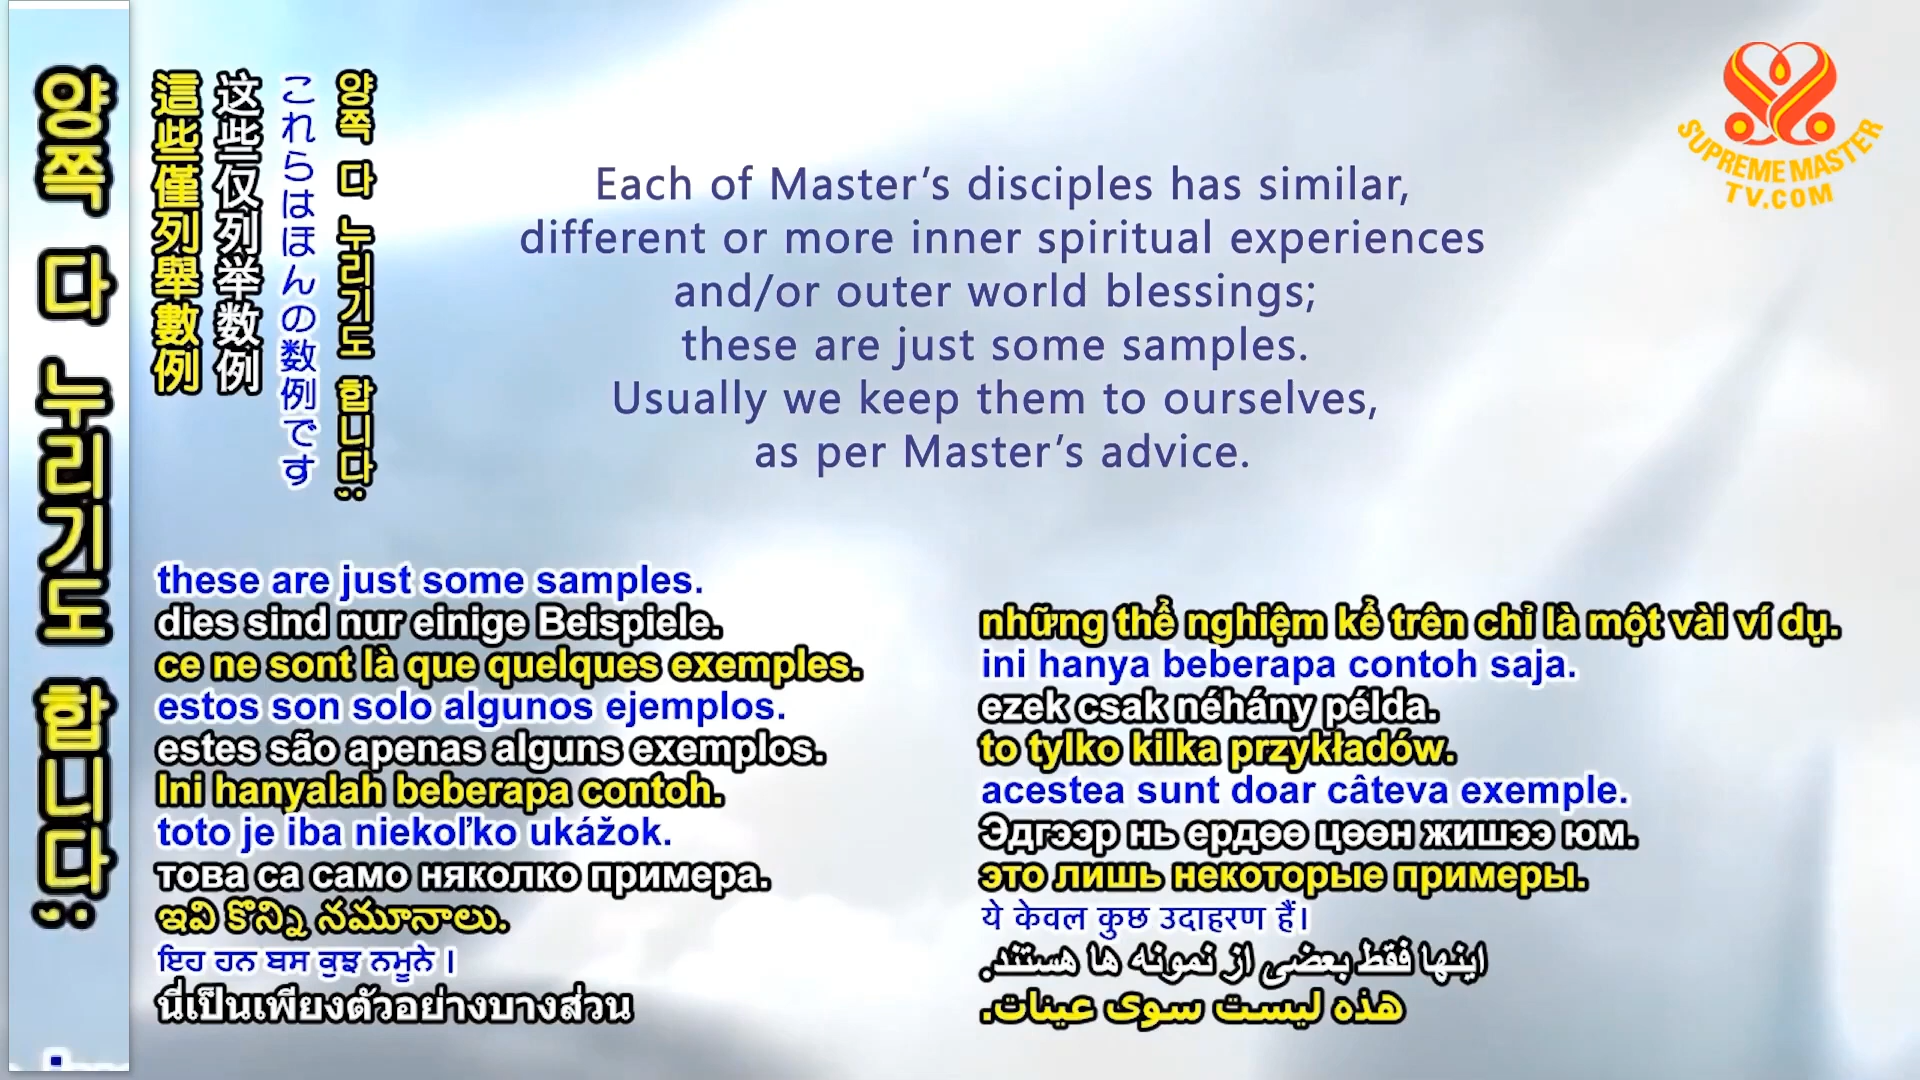 양쪽 다 누리기도 합니다;
這些僅列舉數例
这些仅列举数例
これらはほんの数例です
양쪽 다 누리기도 합니다;
Each of Master’s disciples has similar,
different or more inner spiritual experiences
and/or outer world blessings;
these are just some samples.
Usually we keep them to ourselves,
as per Master’s advice.
SUPREME MASTER
TV.COM
these are just some samples.
dies sind nur einige Beispiele.
ce ne sont là que quelques exemples.
estos son solo algunos ejemplos.
estes são apenas alguns exemplos.
Ini hanyalah beberapa contoh.
toto je iba niekoľko ukážok.
това са само няколко примера.
ఇవి కొన్ని నమూనాలు.
ਇਹ ਹਨ ਬਸ ਕੁਝ ਨਮੂਨੇ।
นี่เป็นเพียงตัวอย่างบางส่วน
những thể nghiệm kể trên chỉ là một vài ví dụ.
ini hanya beberapa contoh saja.
ezek csak néhány példa.
to tylko kilka przykładów.
acestea sunt doar câteva exemple.
Эдгээр нь ердөө цөөн жишээ юм.
это лишь некоторые примеры.
ये केवल कुछ उदाहरण हैं।
اینها فقط بعضی از نمونه ها هستند.
هذه ليست سوى عينات.